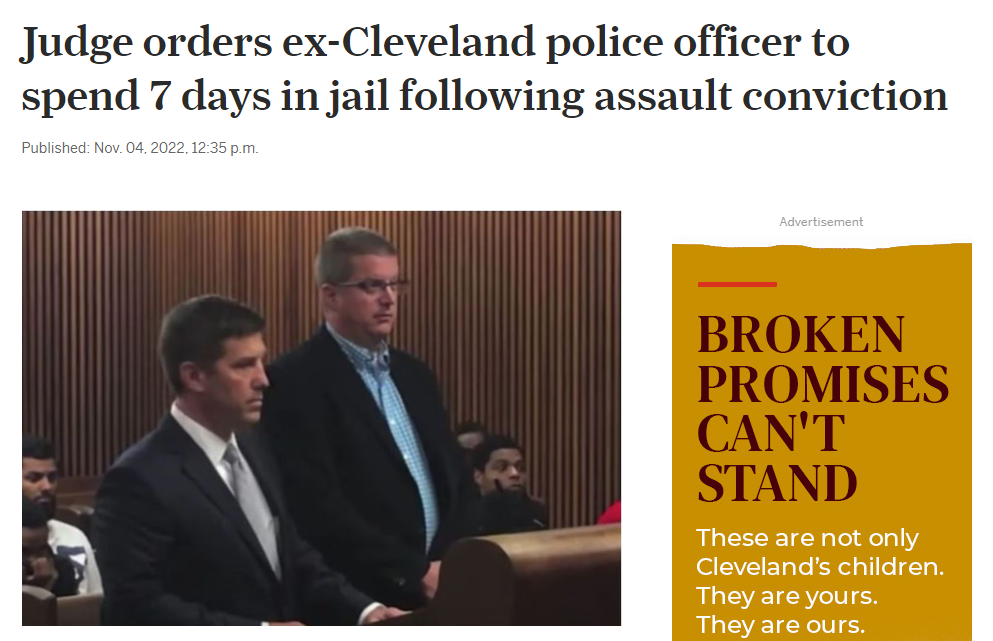 Judge orders ex-Cleveland police officer to
spend 7 days in jail following assault conviction
Published: Nov. 04, 2022, 12:35 p.m.
Advertisement
BROKEN
PROMISES
CAN'T
STAND
These are not only
Cleveland's children.
They are yours.
They are ours.